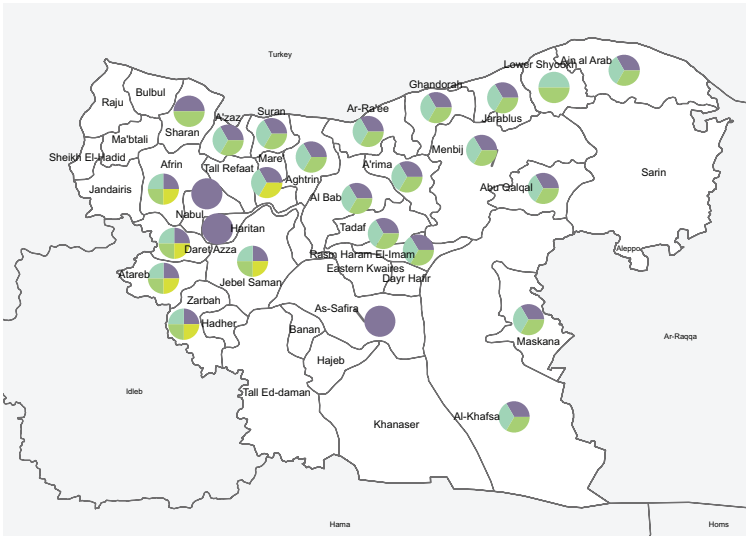 Turkey
Lower Shyookh
Ain al Arab
Ghandorah
Raju
Bulbul
Sharan
A'zaz
Suran
Ar-Ra'ee
Jarablus
Ma'btali
Sheikh El-Hadid
Afrin
Tall Refaat
Mare'
Aghtrin
A'rima
Menbij
Sarin
Jandairis
Nabul
Al Bab
Abu Qalqal
Haritan
Tadaf
Daret Azza
Rasm Haram El-Imam
Aleppo
Atareb
Jebel Saman
Eastern Kwaires
Dayr Hafir
Zarbah
As-Safira
Hadher
Banan
Maskana
Ar-Raqqa
Hajeb
Idleb
Tall Ed-daman
Khanaser
Al-Khafsa
Hama
Homs